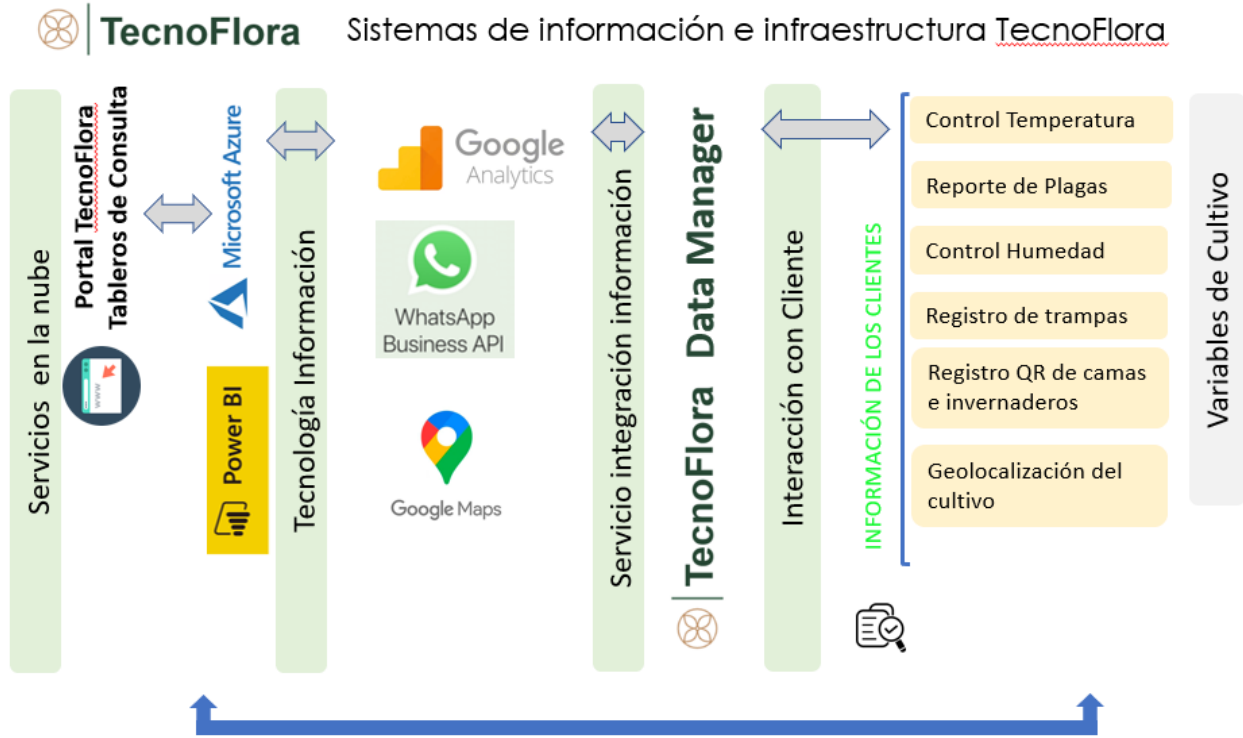 TecnoFlora
Sistemas de información e infraestructura TecnoFlora
Servicios en la nube
Portal TecnoFlora
Tableros de Consulta
www
Microsoft Azure
Power BI
Tecnología Información
Google
Analytics
WhatsApp
Business API
Google Maps
Servicio integración información
TecnoFlora Data Manager
Interacción con Cliente
INFORMACIÓN DE LOS CLIENTES
Control Temperatura
Reporte de Plagas
Control Humedad
Registro de trampas
Registro QR de camas
e invernaderos
Geolocalización del
cultivo
Variables de Cultivo